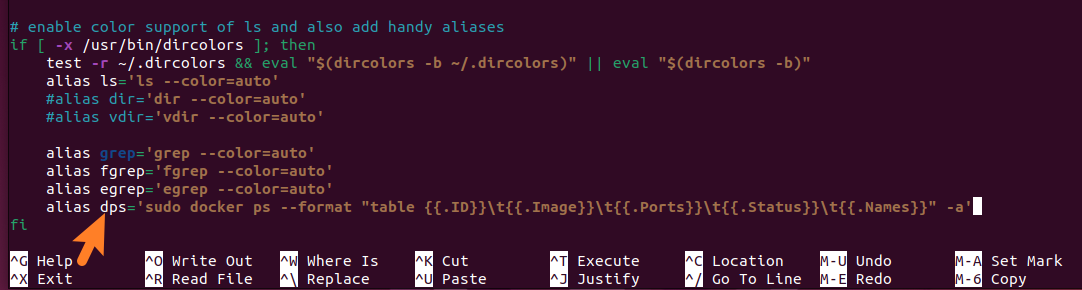 # enable color support of ls and also add handy aliases
if [ -x /usr/bin/dircolors ]; then
    test -r ~/.dircolors && eval "$(dircolors -b ~/.dircolors)" || eval "$(dircolors -b)"
    alias ls='ls --color=auto'
    #alias dir='dir --color=auto'
    #alias vdir='vdir --color=auto'

    alias grep='grep --color=auto'
    alias fgrep='fgrep --color=auto'
    alias egrep='egrep --color=auto'
    alias dps='sudo docker ps --format "table {{.ID}}\t{{.Image}}\t{{.Ports}}\t{{.Status}}\t{{.Names}}" -a'
fi
^G Help ^O Write Out ^W Where Is ^K Cut ^T Execute ^C Location M-U Undo M-A Set Mark
^X Exit ^R Read File ^\ Replace ^U Paste ^J Justify ^/ Go To Line M-E Redo M-6 Copy